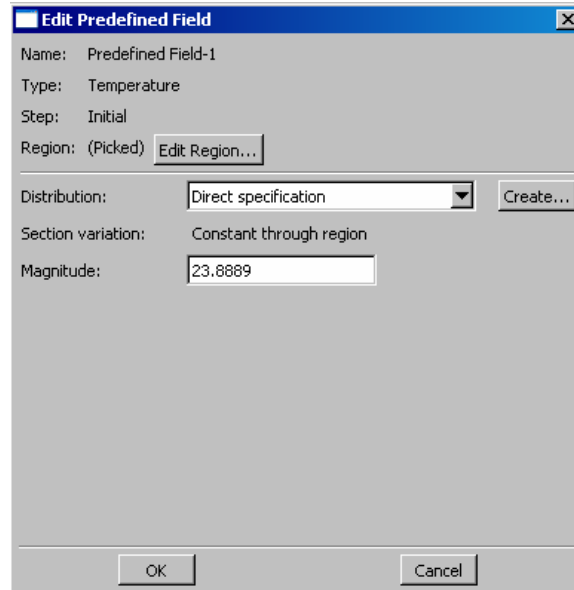 Edit Predefined Field
Name: Predefined Field-1
Type: Temperature
Step: Initial
Region: (Picked) Edit Region...
Distribution: Direct specification Create...
Section variation: Constant through region
Magnitude: 23.8889
OK Cancel